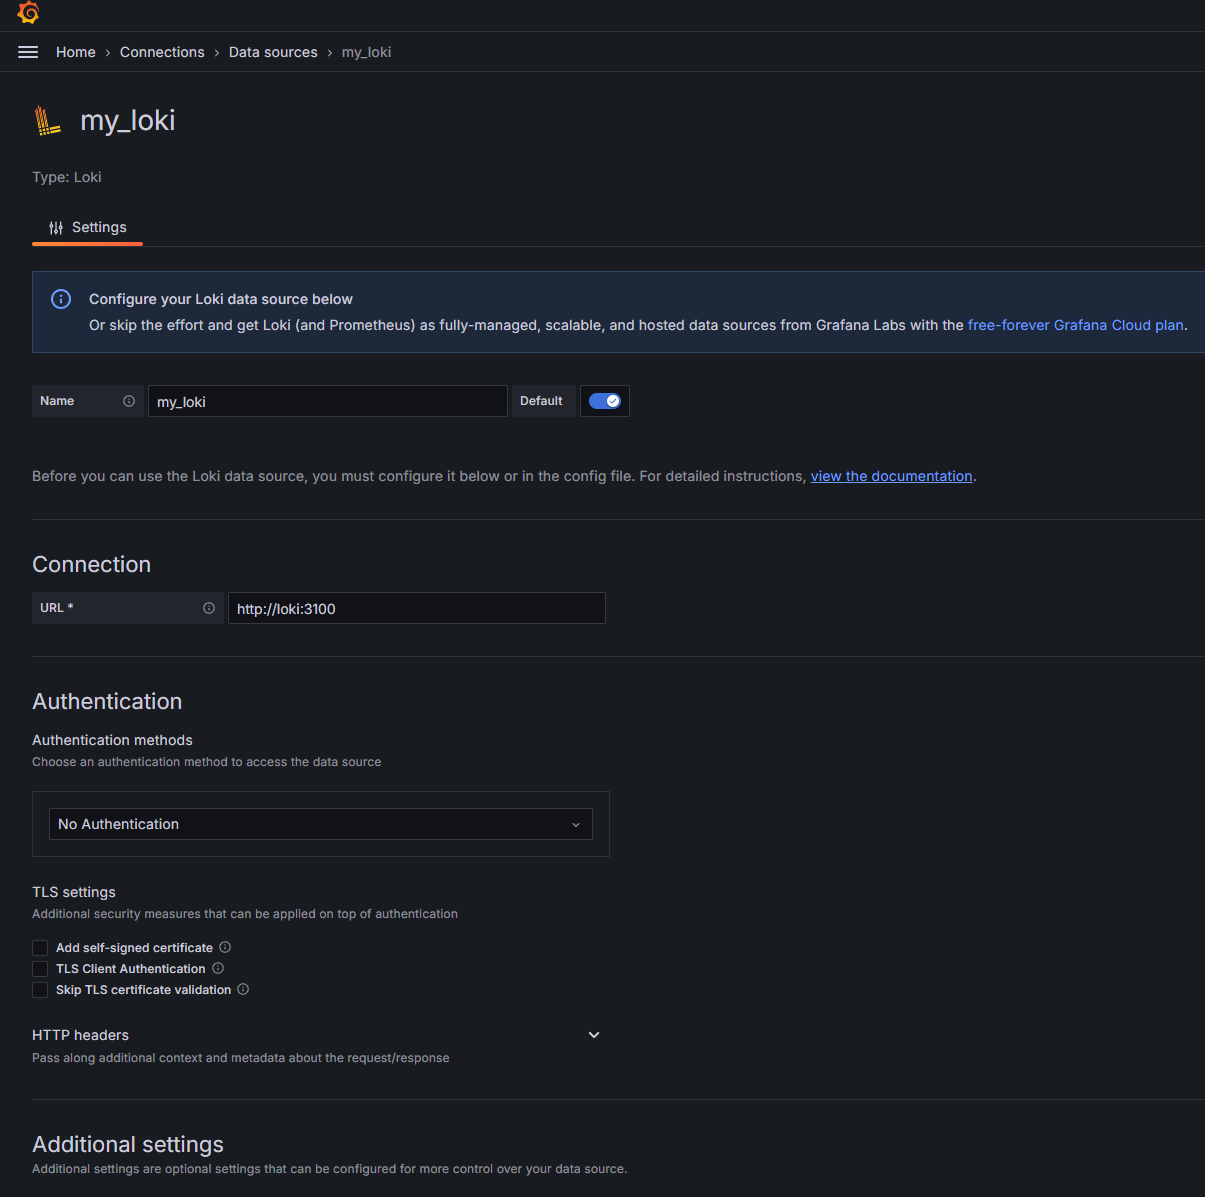 Home › Connections › Data sources › my_loki
my_loki
Type: Loki
Settings
Configure your Loki data source below
Or skip the effort and get Loki (and Prometheus) as fully-managed, scalable, and hosted data sources from Grafana Labs with the free-forever Grafana Cloud plan.
Name my_loki Default
Before you can use the Loki data source, you must configure it below or in the config file. For detailed instructions, view the documentation.
Connection
URL * http://loki:3100
Authentication
Authentication methods
Choose an authentication method to access the data source
No Authentication
TLS settings
Additional security measures that can be applied on top of authentication
Add self-signed certificate
TLS Client Authentication
Skip TLS certificate validation
HTTP headers
Pass along additional context and metadata about the request/response
Additional settings
Additional settings are optional settings that can be configured for more control over your data source.